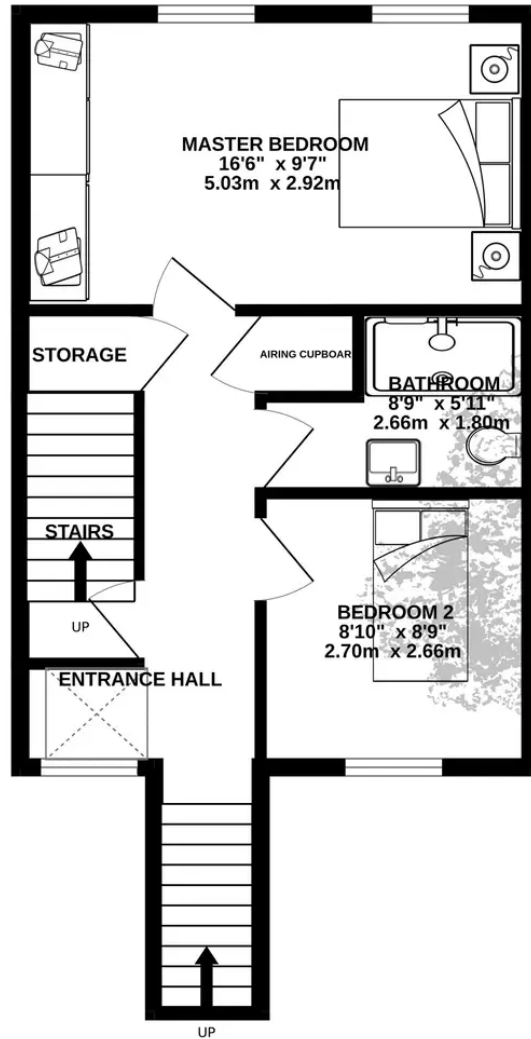 MASTER BEDROOM
16'6" x 9'7"
5.03m x 2.92m
STORAGE
AIRING CUPBOAR
BATHROOM
8'9" x 5'11"
2.66m x 1.80m
STAIRS
UP
BEDROOM 2
8'10" x 8'9"
2.70m x 2.66m
ENTRANCE HALL
UP